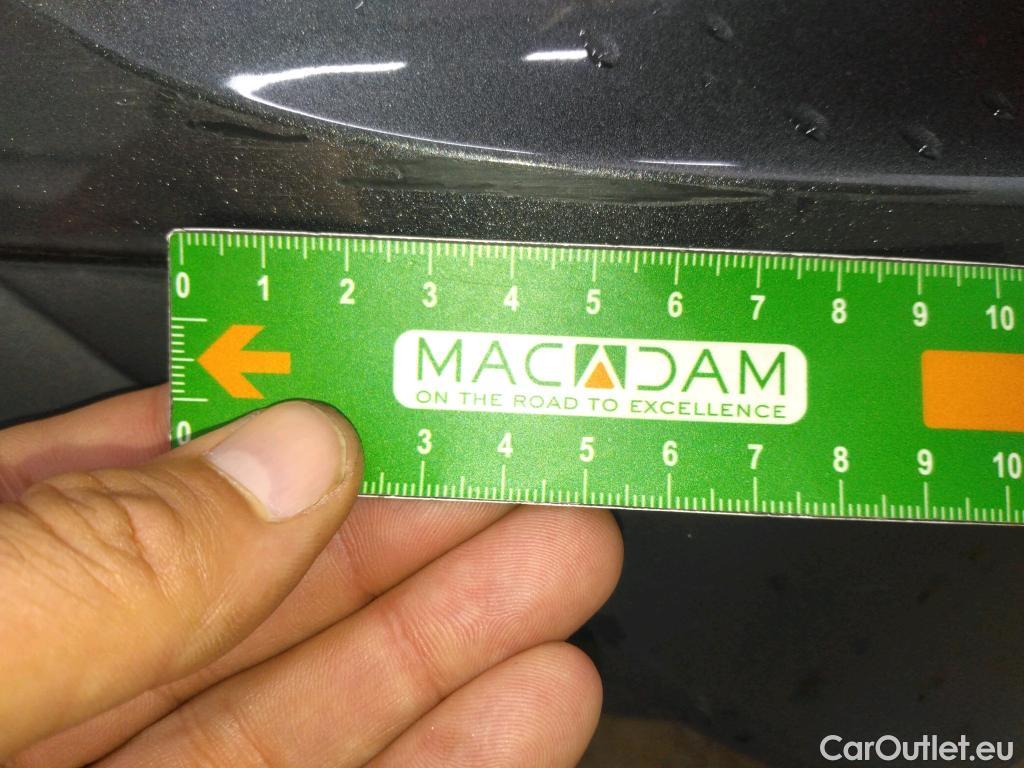 0 1 2 3 4 5 6 7 8 9 10
MACADAM
ON THE ROAD TO EXCELLENCE
0 3 4 5 6 7 8 9 10
CarOutlet.eu